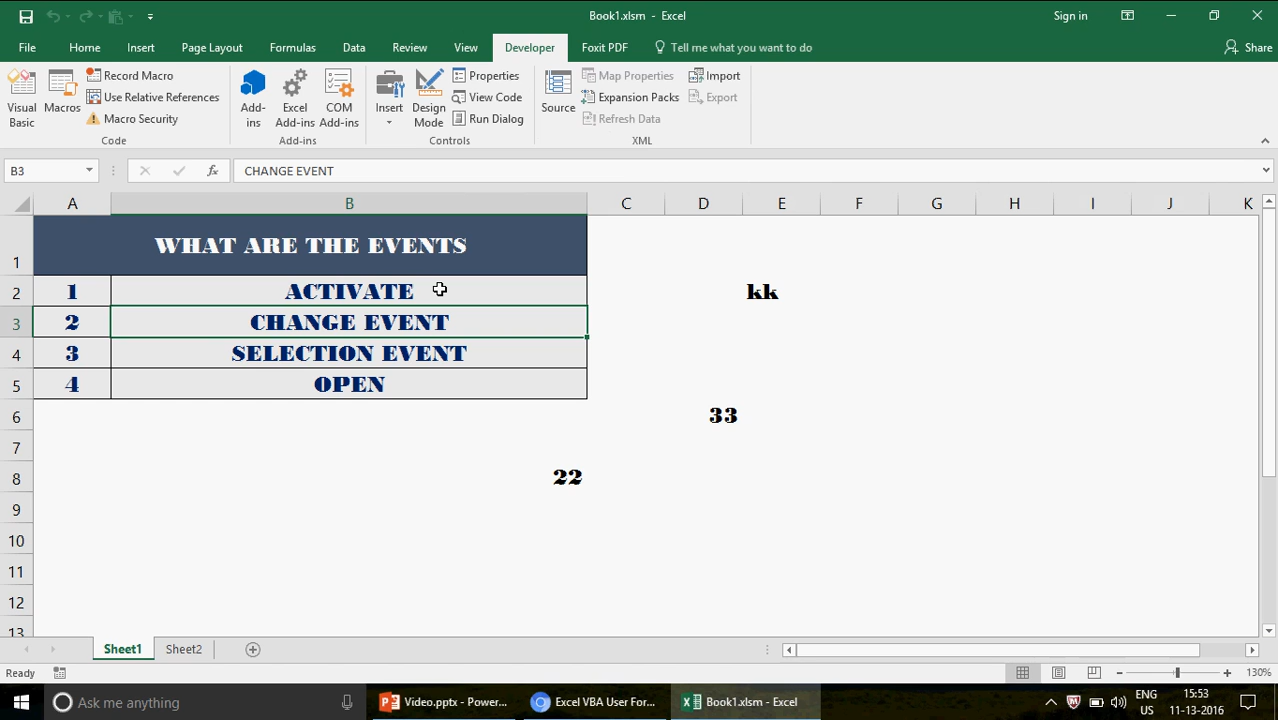 Book1.xlsm - Excel
Sign in
File Home Insert Page Layout Formulas Data Review View Developer Foxit PDF Tell me what you want to do Share
Visual Basic
Macros
Record Macro
Use Relative References
Macro Security
Code
Add-ins
Excel Add-ins
COM Add-ins
Add-ins
Insert
Design Mode
Properties
View Code
Run Dialog
Controls
Source
Map Properties
Expansion Packs
Refresh Data
Import
Export
XML
B3 fx CHANGE EVENT
A B C D E F G H I J K
1 WHAT ARE THE EVENTS
2 1 ACTIVATE kk
3 2 CHANGE EVENT
4 3 SELECTION EVENT
5 4 OPEN
6 33
7
8 22
9
10
11
12
13
Sheet1 Sheet2
Ready 130%
Ask me anything
Video.pptx - Power...
Excel VBA User For...
Book1.xlsm - Excel
ENG
US
15:53
11-13-2016